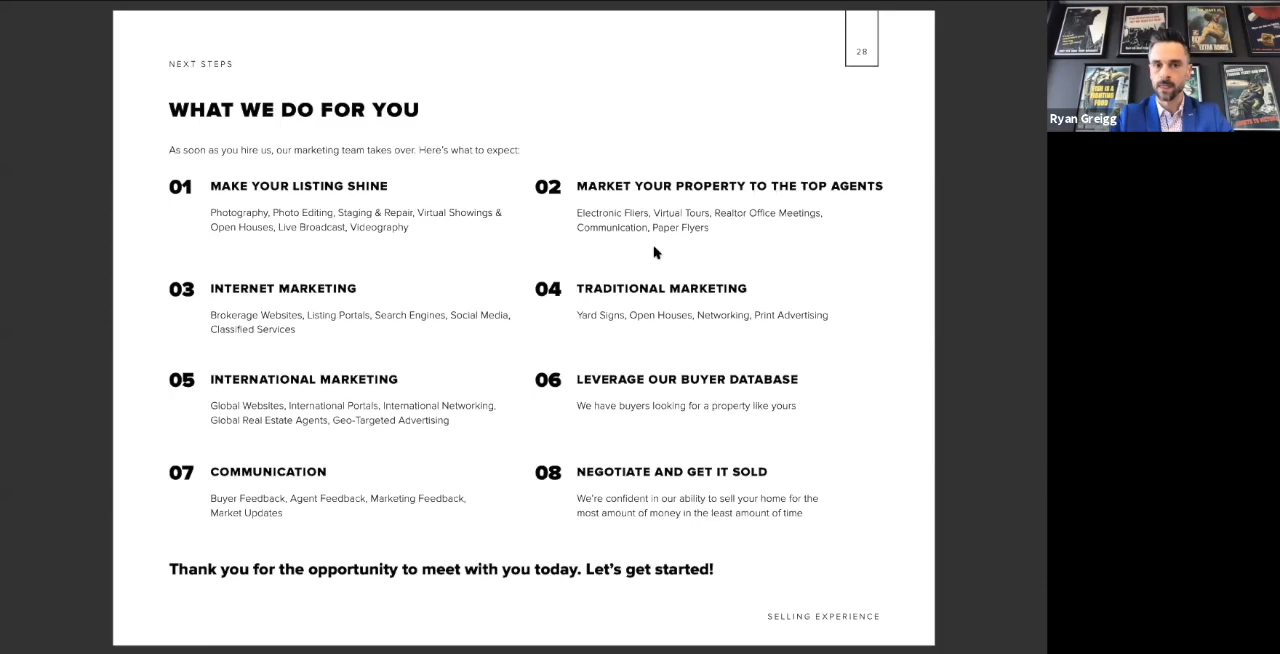 28
NEXT STEPS
WHAT WE DO FOR YOU
As soon as you hire us, our marketing team takes over. Here's what to expect:
01 MAKE YOUR LISTING SHINE
Photography, Photo Editing, Staging & Repair, Virtual Showings &
Open Houses, Live Broadcast, Videography
02 MARKET YOUR PROPERTY TO THE TOP AGENTS
Electronic Fliers, Virtual Tours, Realtor Office Meetings,
Communication, Paper Flyers
03 INTERNET MARKETING
Brokerage Websites, Listing Portals, Search Engines, Social Media,
Classified Services
04 TRADITIONAL MARKETING
Yard Signs, Open Houses, Networking, Print Advertising
05 INTERNATIONAL MARKETING
Global Websites, International Portals, International Networking,
Global Real Estate Agents, Geo-Targeted Advertising
06 LEVERAGE OUR BUYER DATABASE
We have buyers looking for a property like yours
07 COMMUNICATION
Buyer Feedback, Agent Feedback, Marketing Feedback,
Market Updates
08 NEGOTIATE AND GET IT SOLD
We're confident in our ability to sell your home for the
most amount of money in the least amount of time
Thank you for the opportunity to meet with you today. Let's get started!
SELLING EXPERIENCE
Ryan Greigg
FISH IS A
FIGHTING
FOOD